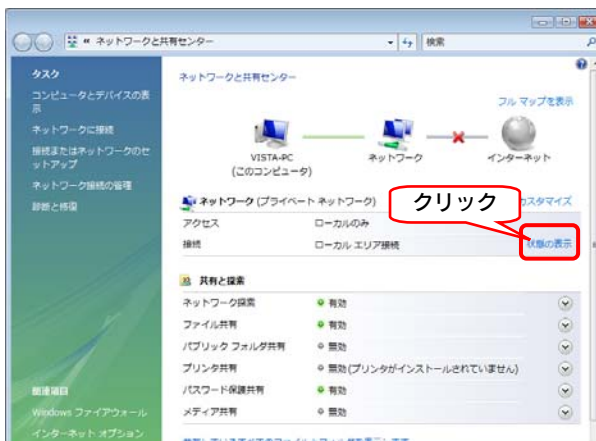 « ネットワークと共有センター
検索
タスク
コンピュータとデバイスの表
示
ネットワークに接続
接続またはネットワークのセ
ットアップ
ネットワーク接続の管理
診断と修復
ネットワークと共有センター
フル マップを表示
VISTA-PC
(このコンピュータ)
ネットワーク
インターネット
ネットワーク (プライベート ネットワーク)
カスタマイズ
クリック
アクセス ローカルのみ
接続 ローカル エリア接続 状態の表示
共有と探索
ネットワーク探索 有効
ファイル共有 有効
パブリック フォルダ共有 無効
プリンタ共有 無効 (プリンタがインストールされていません)
パスワード保護共有 有効
メディア共有 無効
関連項目
Windows ファイアウォール
インターネット オプション